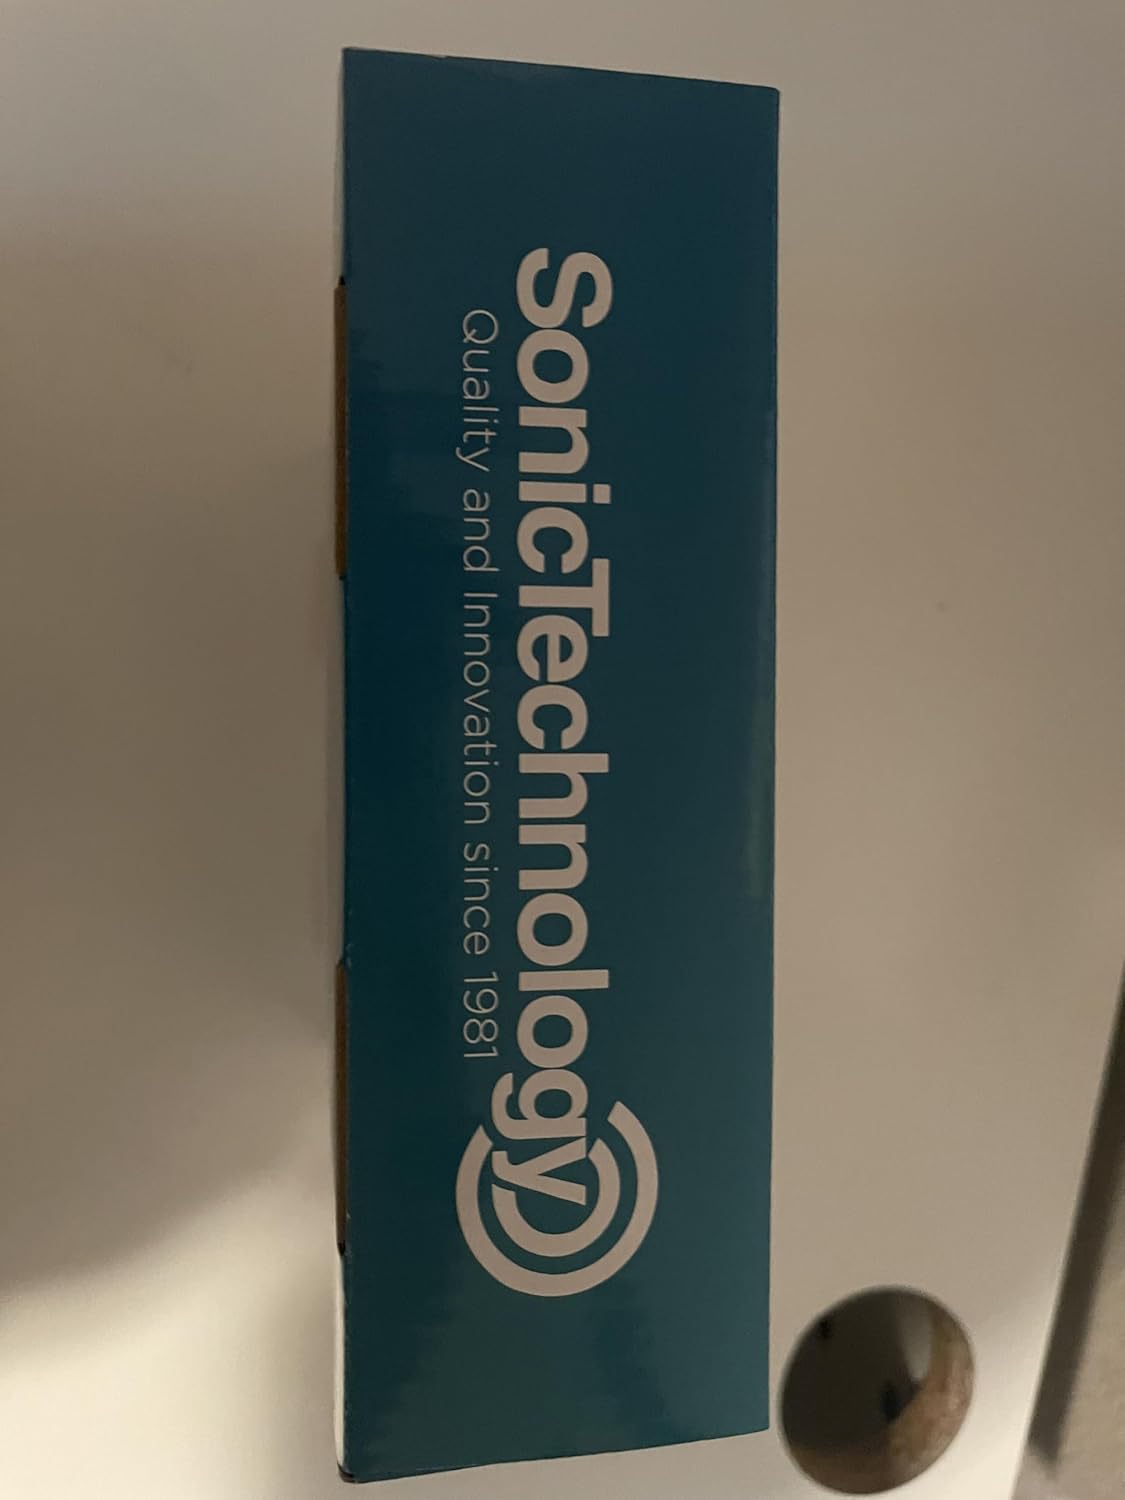 SonicTechnology
Quality and Innovation since 1981